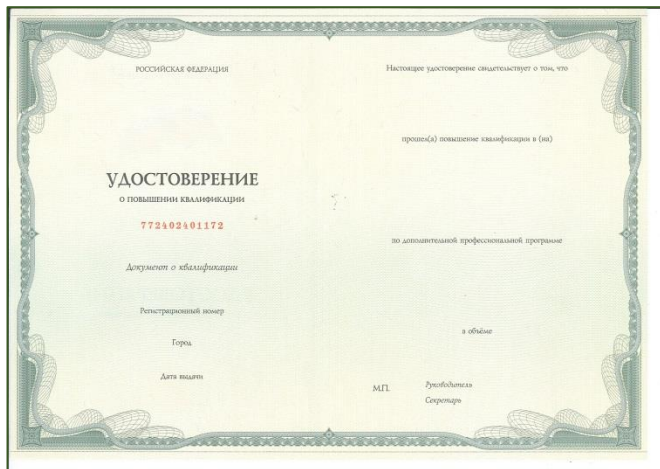 РОССИЙСКАЯ ФЕДЕРАЦИЯ
УДОСТОВЕРЕНИЕ
О ПОВЫШЕНИИ КВАЛИФИКАЦИИ
772402401172
Документ о квалификации
Регистрационный номер
Город
Дата выдачи
Настоящее удостоверение свидетельствует о том, что
прошел(а) повышение квалификации в (на)
по дополнительной профессиональной программе
в объёме
М.П.
Руководитель
Секретарь